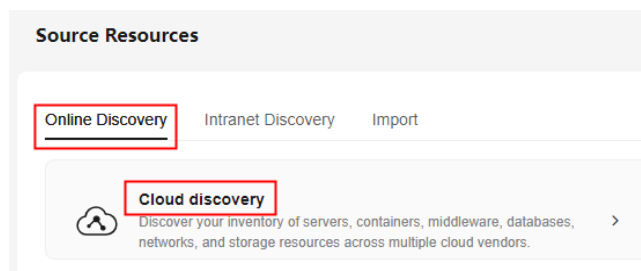 Source Resources
Online Discovery Intranet Discovery Import
Cloud discovery
Discover your inventory of servers, containers, middleware, databases,
networks, and storage resources across multiple cloud vendors.